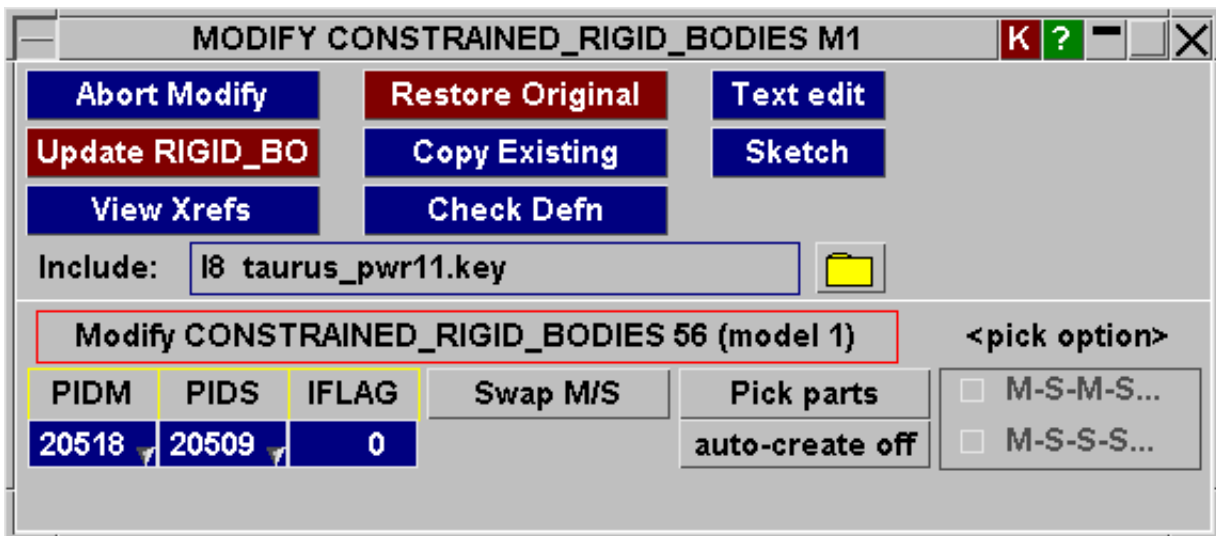 MODIFY CONSTRAINED_RIGID_BODIES M1 K ?
Abort Modify Restore Original Text edit
Update RIGID_BO Copy Existing Sketch
View Xrefs Check Defn
Include: I8 taurus_pwr11.key
Modify CONSTRAINED_RIGID_BODIES 56 (model 1) <pick option>
PIDM PIDS IFLAG Swap M/S Pick parts M-S-M-S...
20518 20509 0 auto-create off M-S-S-S...